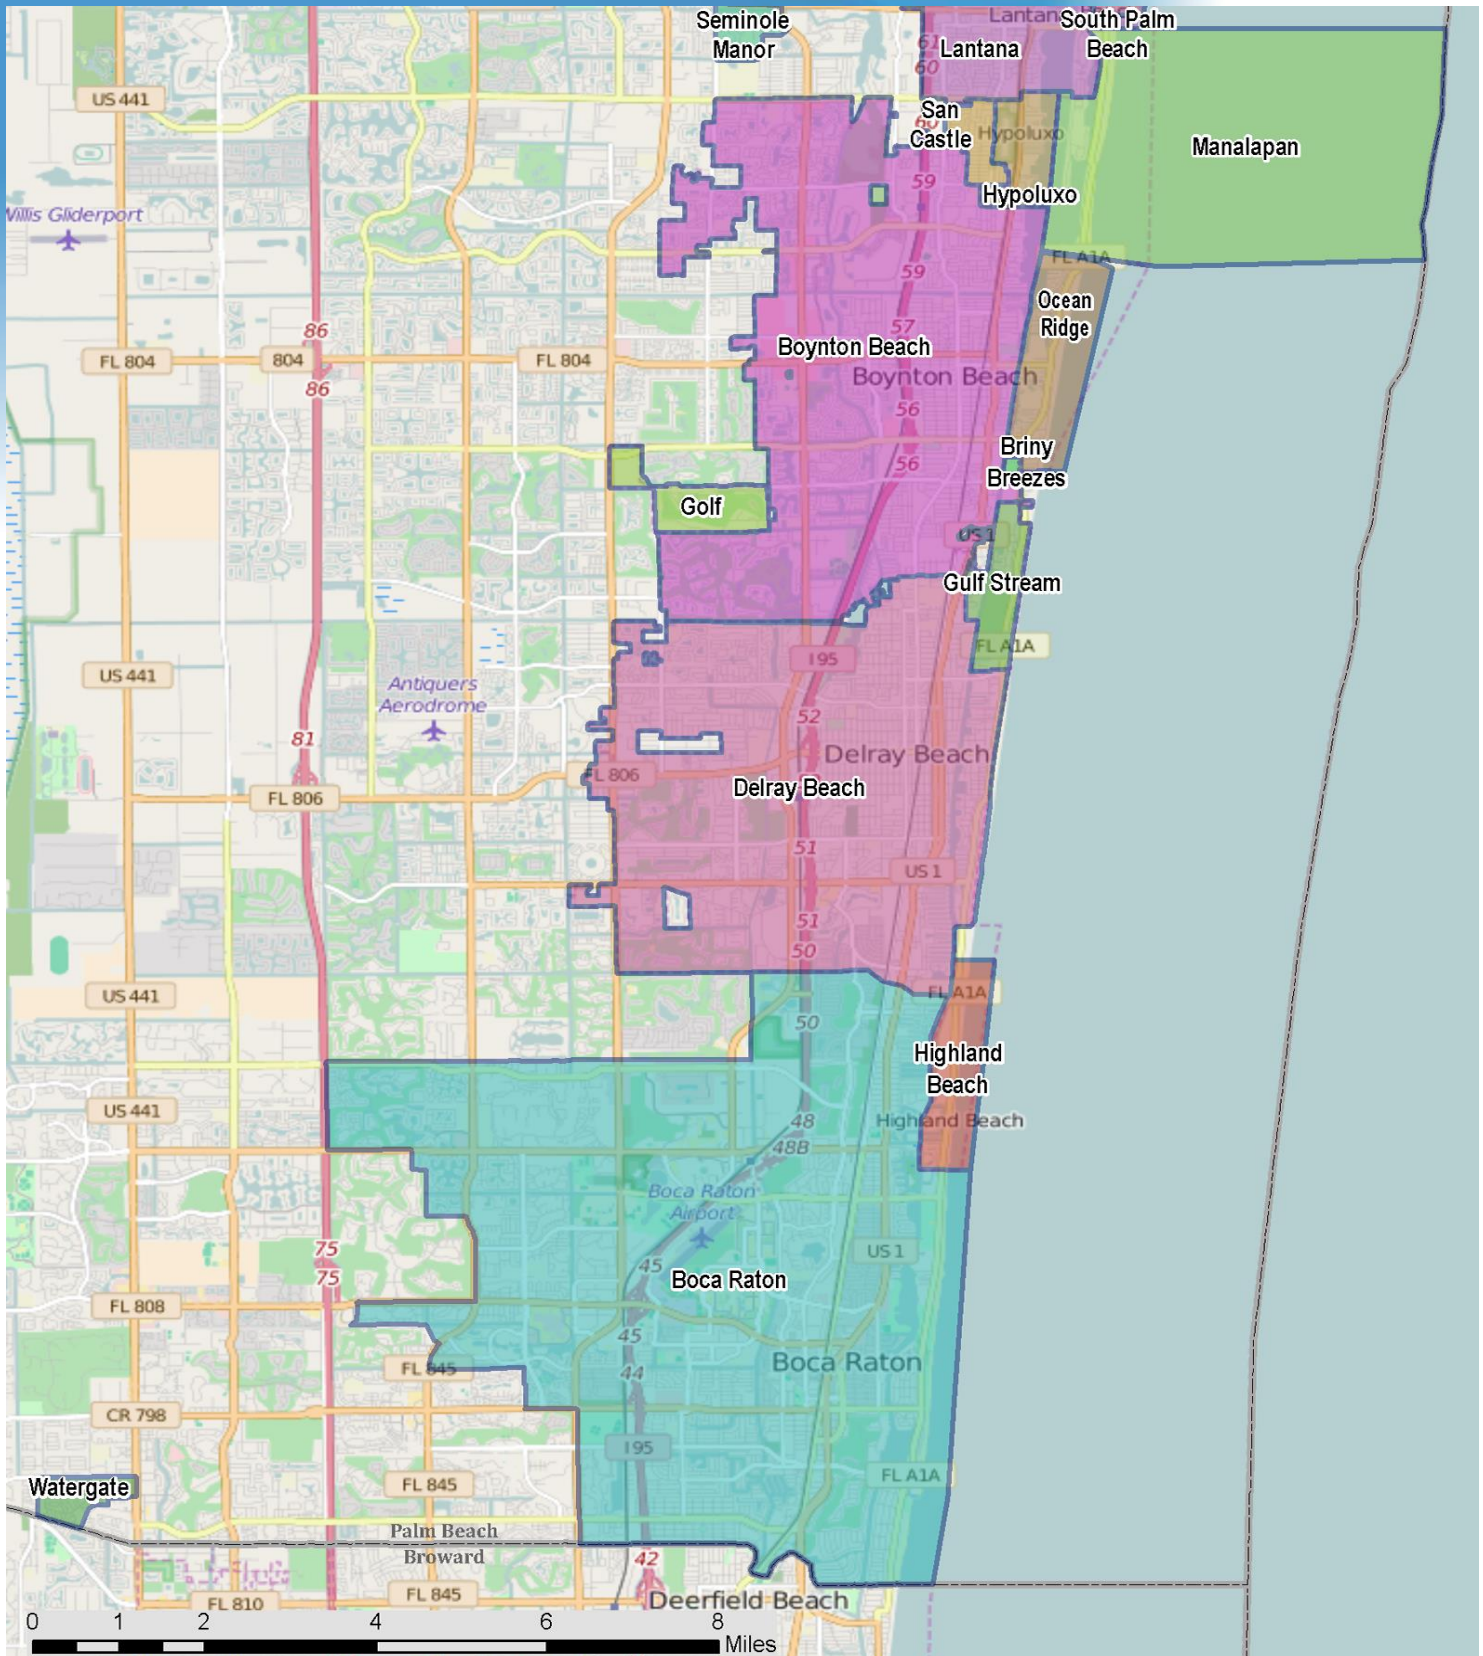 Seminole
Manor
Lantana
61
60
Lantana
South Palm
Beach
US 441
San
Castle
60
Hypoluxo
Manalapan
59
Hypoluxo
Willis Gliderport
FL A1A
59
Ocean
Ridge
86
57
Boynton Beach
FL 804
804
FL 804
86
Boynton Beach
56
Briny
Breezes
56
Golf
US 1
Gulf Stream
FL A1A
I 95
US 441
Antiquers
Aerodrome
52
81
Delray Beach
FL 806
Delray Beach
FL 806
51
US 1
51
50
US 441
FL A1A
50
Highland
Beach
US 441
48
Highland Beach
48B
Boca Raton
Airport
75
US 1
45
75
Boca Raton
FL 808
45
Boca Raton
FL 845
44
CR 798
I 95
FL A1A
Watergate
FL 845
Palm Beach
Broward
42
FL 845
FL 810
Deerfield Beach
0 1 2 4 6 8
Miles